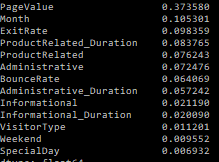 PageValue 0.373580
Month 0.105301
ExitRate 0.098359
ProductRelated_Duration 0.083765
ProductRelated 0.076243
Administrative 0.072476
BounceRate 0.064069
Administrative_Duration 0.057242
Informational 0.021190
Informational_Duration 0.020090
VisitorType 0.011201
Weekend 0.009552
SpecialDay 0.006932